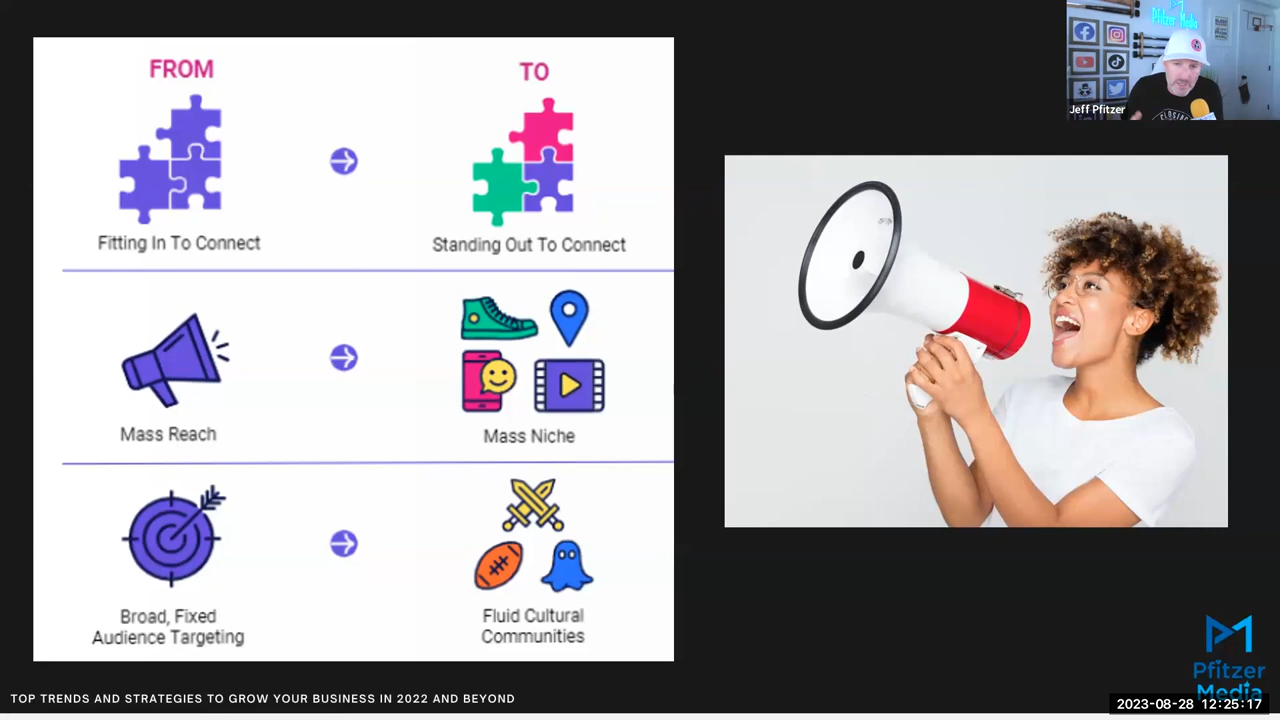 FROM
TO
Fitting In To Connect
Standing Out To Connect
Mass Reach
Mass Niche
Broad, Fixed
Audience Targeting
Fluid Cultural
Communities
Pfitzer Media
Jeff Pfitzer
Pfitzer
Media
TOP TRENDS AND STRATEGIES TO GROW YOUR BUSINESS IN 2022 AND BEYOND
2023-08-28 12:25:17